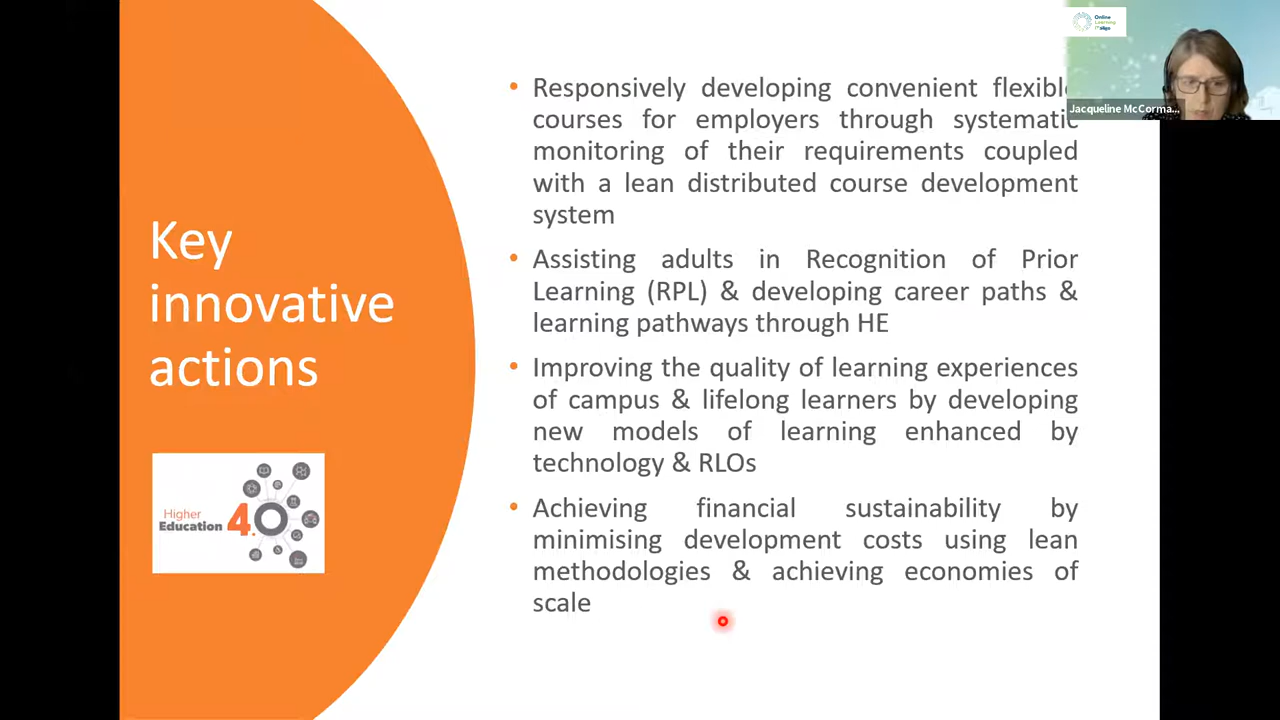 Online
Learning
IT Sligo
Jacqueline McCorma...
Key
innovative
actions
Higher
Education 4.0
• Responsively developing convenient flexible
courses for employers through systematic
monitoring of their requirements coupled
with a lean distributed course development
system
• Assisting adults in Recognition of Prior
Learning (RPL) & developing career paths &
learning pathways through HE
• Improving the quality of learning experiences
of campus & lifelong learners by developing
new models of learning enhanced by
technology & RLOs
• Achieving financial sustainability by
minimising development costs using lean
methodologies & achieving economies of
scale